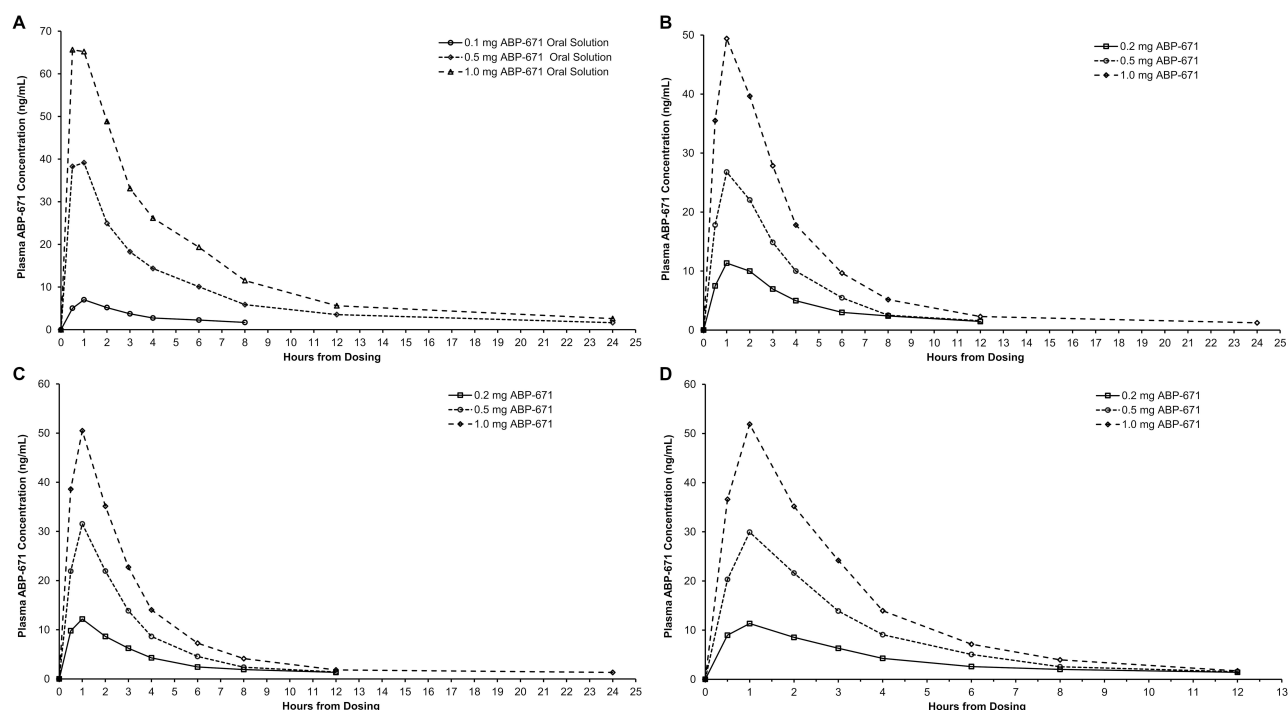 A
70
60
50
40
30
20
10
0
Plasma ABP-671 Concentration (ng/mL)
0.1 mg ABP-671 Oral Solution
0.5 mg ABP-671 Oral Solution
1.0 mg ABP-671 Oral Solution
0 1 2 3 4 5 6 7 8 9 10 11 12 13 14 15 16 17 18 19 20 21 22 23 24 25
Hours from Dosing
B
50
40
30
20
10
0
Plasma ABP-671 Concentration (ng/mL)
0.2 mg ABP-671
0.5 mg ABP-671
1.0 mg ABP-671
0 1 2 3 4 5 6 7 8 9 10 11 12 13 14 15 16 17 18 19 20 21 22 23 24 25
Hours from Dosing
C
60
50
40
30
20
10
0
Plasma ABP-671 Concentration (ng/mL)
0.2 mg ABP-671
0.5 mg ABP-671
1.0 mg ABP-671
0 1 2 3 4 5 6 7 8 9 10 11 12 13 14 15 16 17 18 19 20 21 22 23 24 25
Hours from Dosing
D
60
50
40
30
20
10
0
Plasma ABP-671 Concentration (ng/mL)
0.2 mg ABP-671
0.5 mg ABP-671
1.0 mg ABP-671
0 1 2 3 4 5 6 7 8 9 10 11 12 13
Hours from Dosing